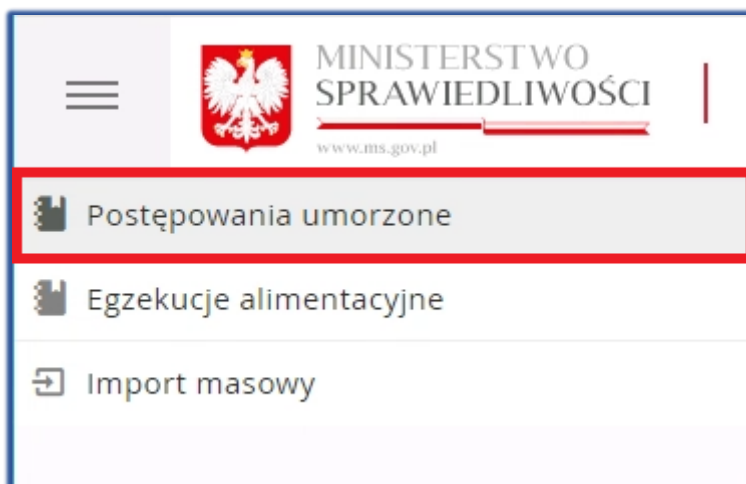 MINISTERSTWO
SPRAWIEDLIWOŚCI
www.ms.gov.pl
Postępowania umorzone
Egzekucje alimentacyjne
Import masowy